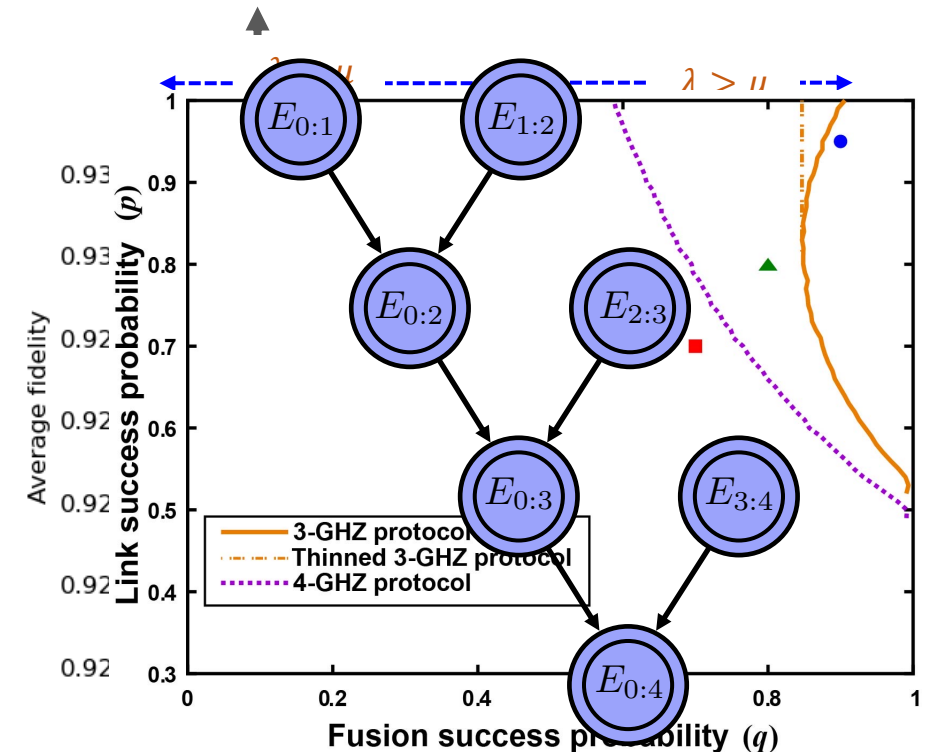 λ > μ
1
0.9
0.8
0.7
0.6
0.5
0.4
0.3
0
0.2
0.4
0.8
1
Link success probability (p)
Fusion success probability (q)
Average fidelity
0.93
0.93
0.92
0.92
0.92
0.92
0.92
E0:1
E1:2
E0:2
E2:3
E0:3
E3:4
E0:4
3-GHZ protocol
Thinned 3-GHZ protocol
4-GHZ protocol